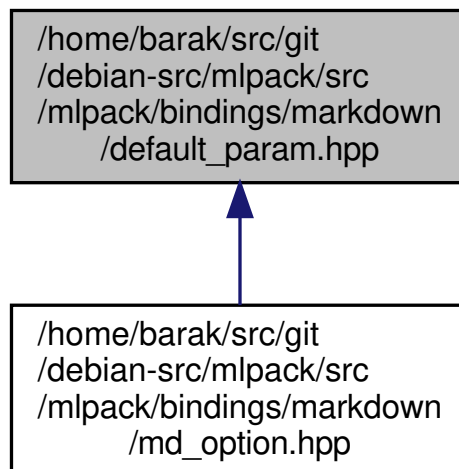 /home/barak/src/git
/debian-src/mlpack/src
/mlpack/bindings/markdown
/default_param.hpp
/home/barak/src/git
/debian-src/mlpack/src
/mlpack/bindings/markdown
/md_option.hpp